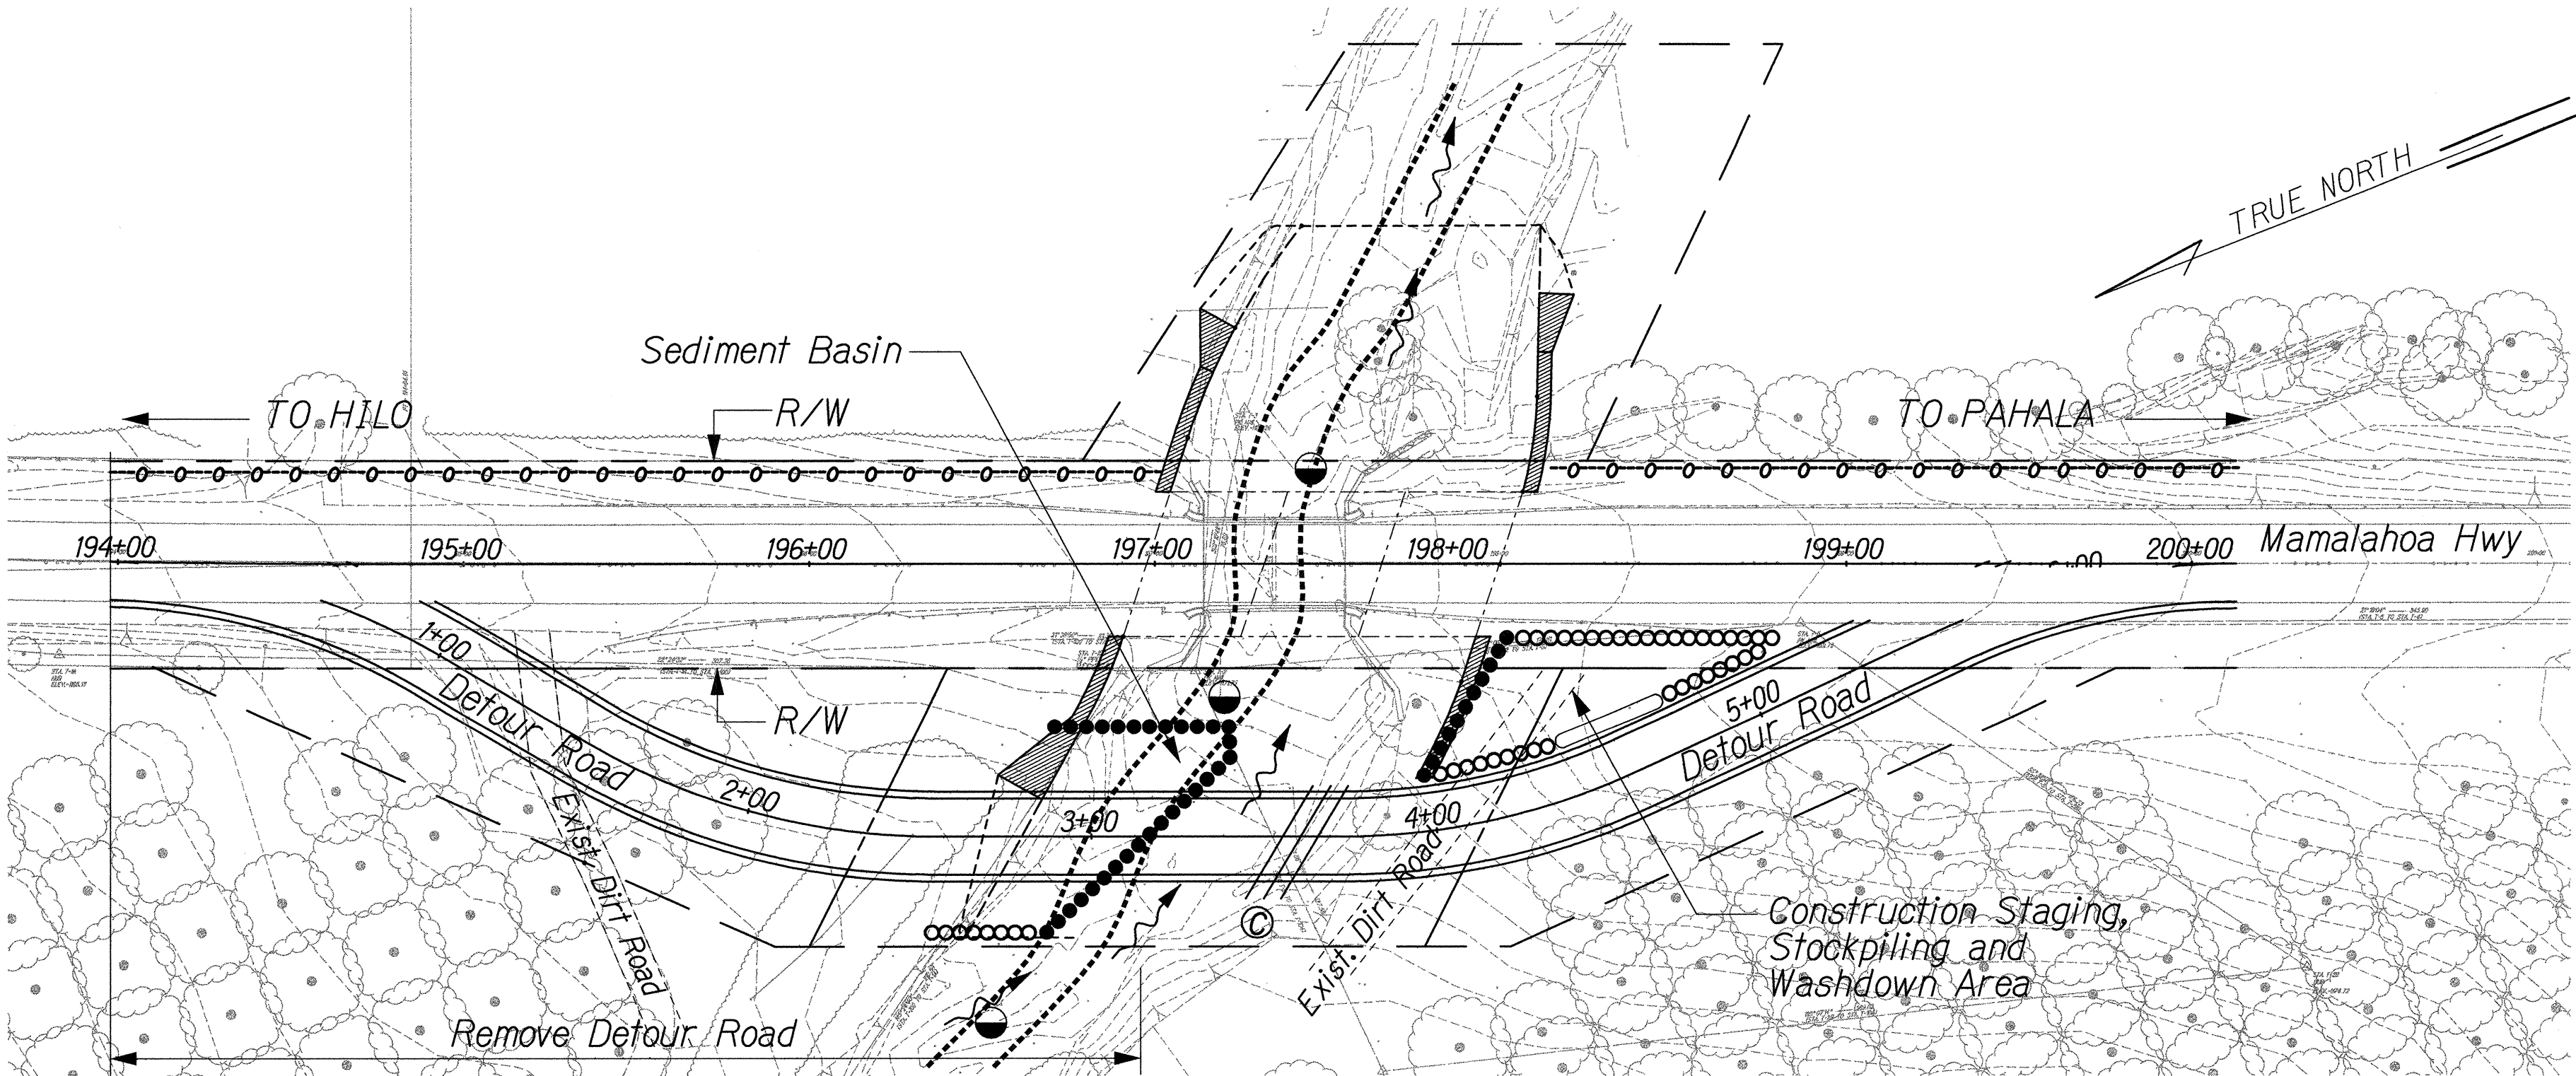 TRUE NORTH
Sediment Basin
TO HILO
R/W
TO PAHALA
194+00
195+00
196+00
197+00
198+00
199+00
200+00
Mamalahoa Hwy
1+00
Detour Road
R/W
2+00
3+00
4+00
5+00
Detour Road
Exist. Dirt Road
Exist. Dirt Road
C
Construction Staging,
Stockpiling and
Washdown Area
Remove Detour Road